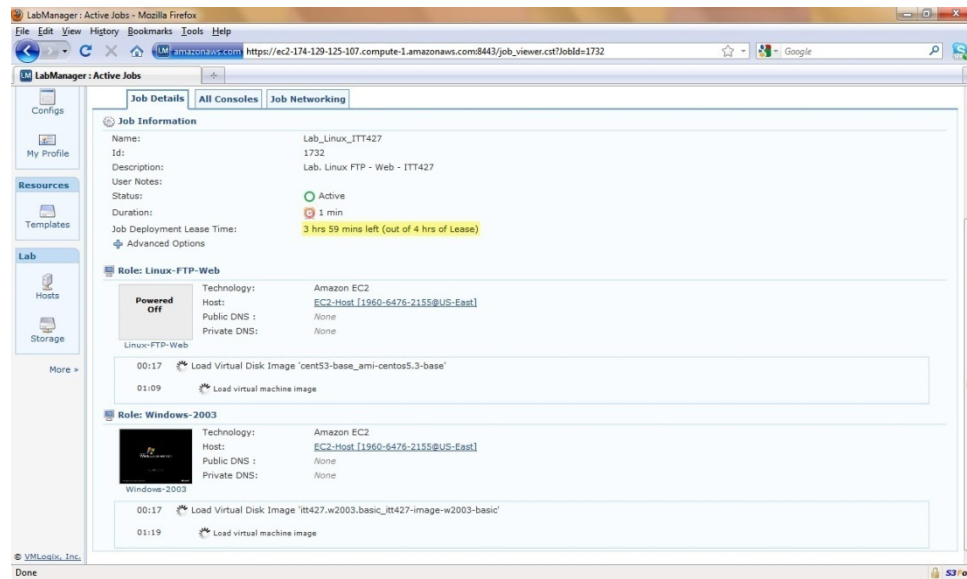 LabManager : Active Jobs - Mozilla Firefox
File Edit View History Bookmarks Tools Help
LM amazonaws.com https://ec2-174-129-125-107.compute-1.amazonaws.com:8443/job_viewer.cst?JobId=1732 Google
LM LabManager : Active Jobs
Configs
My Profile
Resources
Templates
Lab
Hosts
Storage
More »
© VMLogix, Inc.
Job Details All Consoles Job Networking
Job Information
Name: Lab_Linux_ITT427
Id: 1732
Description: Lab. Linux FTP - Web - ITT427
User Notes:
Status: Active
Duration: 1 min
Job Deployment Lease Time: 3 hrs 59 mins left (out of 4 hrs of Lease)
Advanced Options
Role: Linux-FTP-Web
Powered
Off
Linux-FTP-Web
Technology: Amazon EC2
Host: EC2-Host [1960-6476-2155@US-East]
Public DNS : None
Private DNS: None
00:17 Load Virtual Disk Image 'cent53-base_ami-centos5.3-base'
01:09 Load virtual machine image
Role: Windows-2003
Windows-2003
Technology: Amazon EC2
Host: EC2-Host [1960-6476-2155@US-East]
Public DNS : None
Private DNS: None
00:17 Load Virtual Disk Image 'itt427.w2003.basic_itt427-image-w2003-basic'
01:19 Load virtual machine image
Done